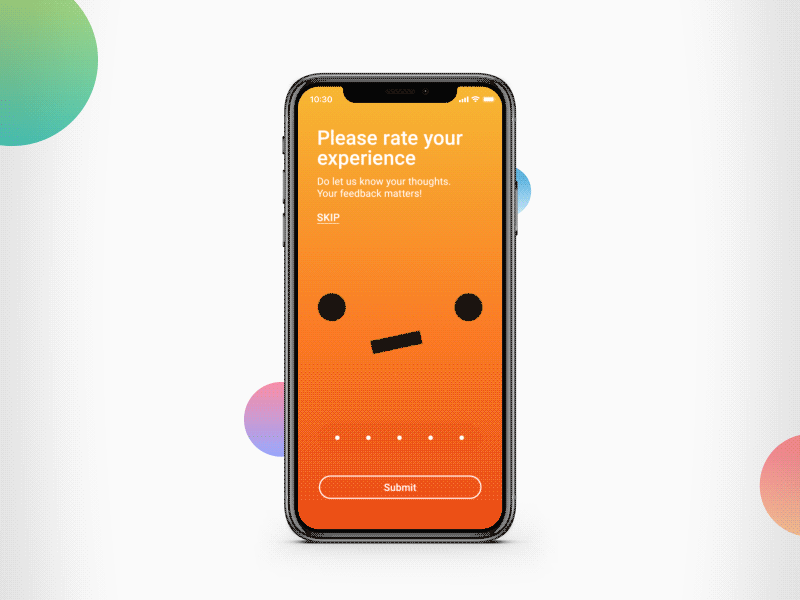 10:30
Please rate your
experience
Do let us know your thoughts.
Your feedback matters!
SKIP
Submit